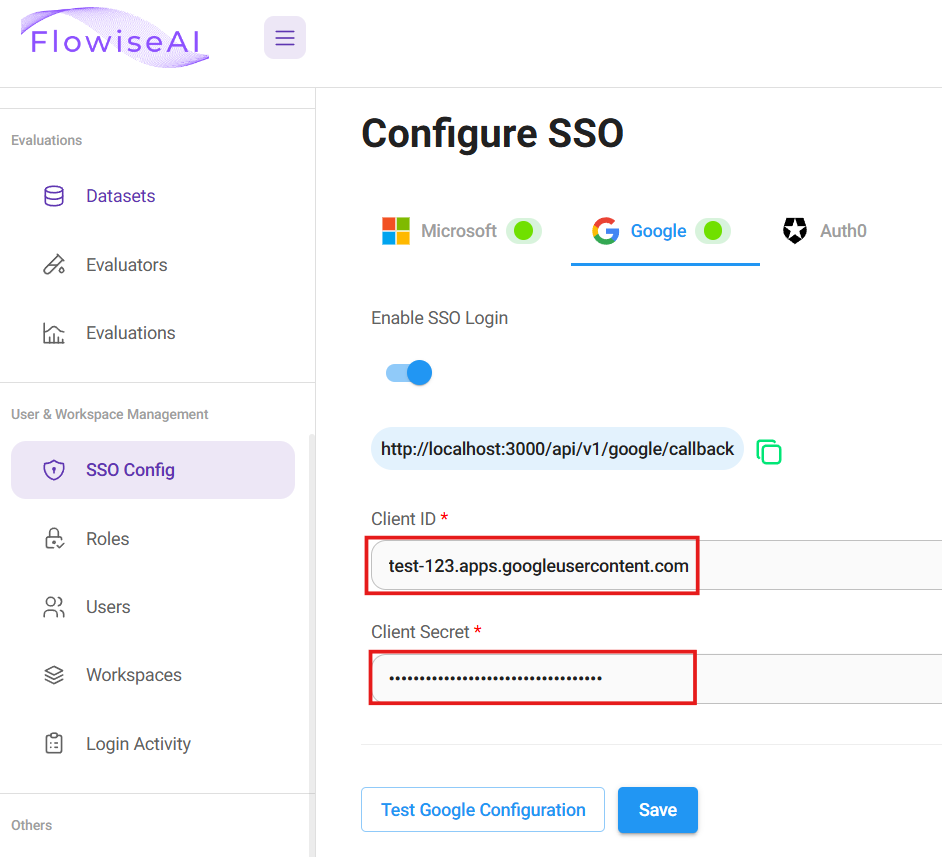 FlowiseAI
Evaluations
Datasets
Evaluators
Evaluations
User & Workspace Management
SSO Config
Roles
Users
Workspaces
Login Activity
Others
Configure SSO
Microsoft
Google
Auth0
Enable SSO Login
http://localhost:3000/api/v1/google/callback
Client ID *
test-123.apps.googleusercontent.com
Client Secret *
•••••••••••••••••••••••••••••••••••
Test Google Configuration
Save